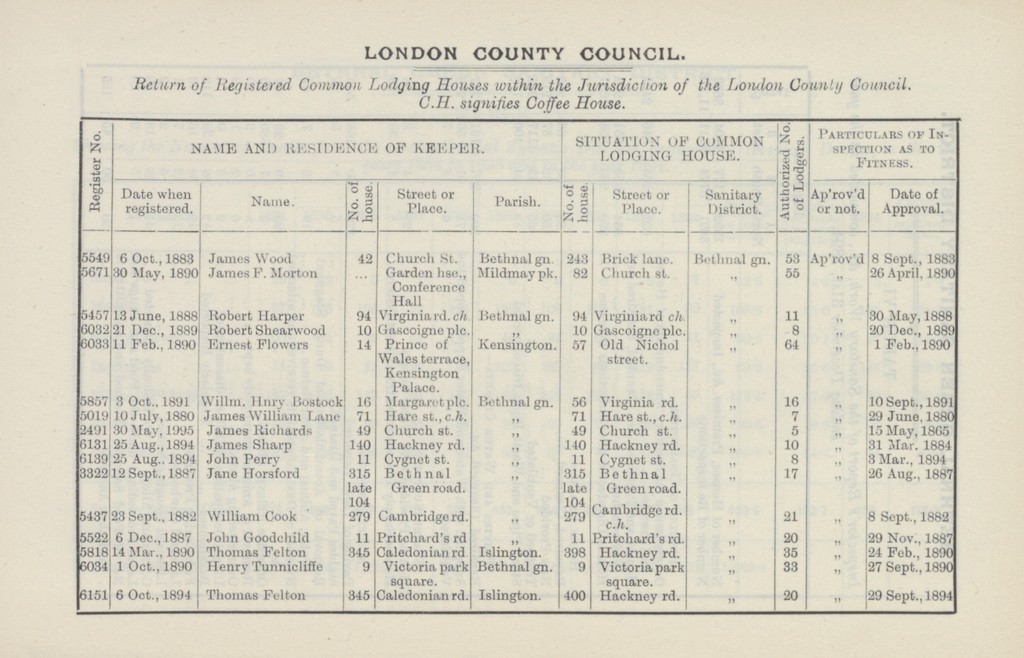 LONDON COUNTY COUNCIL.
Return of Registered Common Lodging Houses within the Jurisdiction of the London County Council.
C.H. signifies Coffee House.
Register No.
NAME AND RESIDENCE OF KEEPER.
SITUATION OF COMMON LODGING HOUSE.
Authorized No. of Lodgers.
PARTICULARS OF INSPECTION AS TO FITNESS.
Date when registered. Name. No. of house. Street or Place. Parish. No. of house. Street or Place. Sanitary District. Ap'rov'd or not. Date of Approval.
5549 6 Oct., 1883 James Wood 42 Church St. Bethnal gn. 243 Brick lane. Bethnal gn. 53 Ap'rov'd 8 Sept., 1883
5671 30 May, 1890 James F. Morton ... Garden hse., Mildmay pk. 82 Church st. ,, 55 ,, 26 April, 1890
Conference
Hall
5457 13 June, 1888 Robert Harper 94 Virginia rd. ch Bethnal gn. 94 Virginia rd ch ,, 11 ,, 30 May, 1888
6032 21 Dec., 1889 Robert Shearwood 10 Gascoigne plc. ,, 10 Gascoigne plc. ,, 8 ,, 20 Dec., 1889
6033 11 Feb., 1890 Ernest Flowers 14 Prince of Kensington. 57 Old Nichol ,, 64 ,, 1 Feb., 1890
Wales terrace, street.
Kensington
Palace.
5857 3 Oct., 1891 Willm. Hnry Bostock 16 Margaret plc. Bethnal gn. 56 Virginia rd. ,, 16 ,, 10 Sept., 1891
5019 10 July, 1880 James William Lane 71 Hare st., c.h. ,, 71 Hare st., c.h. ,, 7 ,, 29 June, 1880
2491 30 May, 1995 James Richards 49 Church st. ,, 49 Church st. ,, 5 ,, 15 May, 1865
6131 25 Aug., 1894 James Sharp 140 Hackney rd. ,, 140 Hackney rd. ,, 10 ,, 31 Mar. 1884
6139 25 Aug.. 1894 John Perry 11 Cygnet st. ,, 11 Cygnet st. ,, 8 ,, 3 Mar., 1894
3322 12 Sept., 1887 Jane Horsford 315 Bethnal ,, 315 Bethnal ,, 17 ,, 26 Aug., 1887
late Green road. late Green road.
104 104
5437 23 Sept., 1882 William Cook 279 Cambridge rd. ,, 279 Cambridge rd. c.h. ,, 21 ,, 8 Sept., 1882
5522 6 Dec., 1887 John Goodchild 11 Pritchard's rd ,, 11 Pritchard's rd. ,, 20 ,, 29 Nov., 1887
5818 14 Mar., 1890 Thomas Felton 345 Caledonian rd Islington. 398 Hackney rd. ,, 35 ,, 24 Feb., 1890
6034 1 Oct., 1890 Henry Tunnicliffe 9 Victoria park Bethnal gn. 9 Victoria park ,, 33 ,, 27 Sept., 1890
square. square.
6151 6 Oct., 1894 Thomas Felton 345 Caledonian rd. Islington. 400 Hackney rd. ,, 20 ,, 29 Sept., 1894